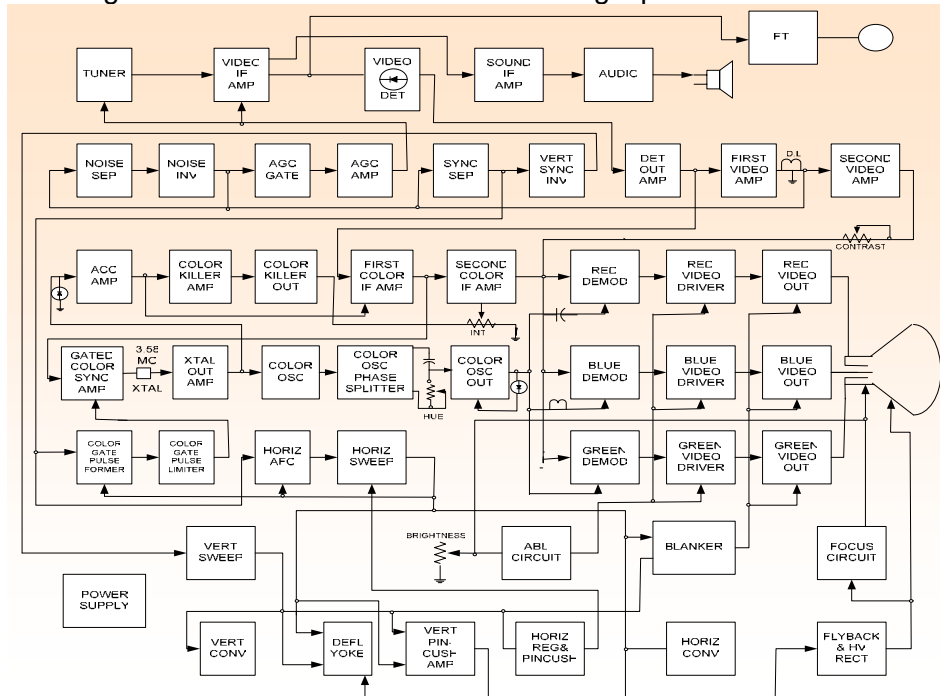 FT
TUNER
VIDEO
IF
AMP
VIDEO
DET
SOUND
IF
AMP
AUDIO
NOISE
SEP
NOISE
INV
AGC
GATE
AGC
AMP
SYNC
SEP
VERT
SYNC
INV
DET
OUT AMP
FIRST
VIDEO
AMP
D.L
SECOND
VIDEO
AMP
CONTRAST
ACC
AMP
COLOR
KILLER
AMP
COLOR
KILLER
OUT
FIRST
COLOR
IF AMP
SECOND
COLOR
IF AMP
INT
RED
DEMOD
RED
VIDEO
DRIVER
RED
VIDEO
OUT
GATED
COLOR
SYNC
AMP
3.58
MC
XTAL
XTAL
OUT
AMP
COLOR
OSC
COLOR
OSC
PHASE
SPLITTER
HUE
COLOR
OSC
OUT
BLUE
DEMOD
BLUE
VIDEO
DRIVER
BLUE
VIDEO
OUT
COLOR
GATE
PULSE
FORMER
COLOR
GATE
PULSE
LIMITER
HORIZ
AFC
HORIZ
SWEEP
GREEN
DEMOD
GREEN
VIDEO
DRIVER
GREEN
VIDEO
OUT
VERT
SWEEP
BRIGHTNESS
ABL
CIRCUIT
BLANKER
FOCUS
CIRCUIT
POWER
SUPPLY
VERT
CONV
DEFL
YOKE
VERT
PIN-
CUSH
AMP
HORIZ
REG&
PINCUSH
HORIZ
CONV
FLYBACK
& HV
RECT